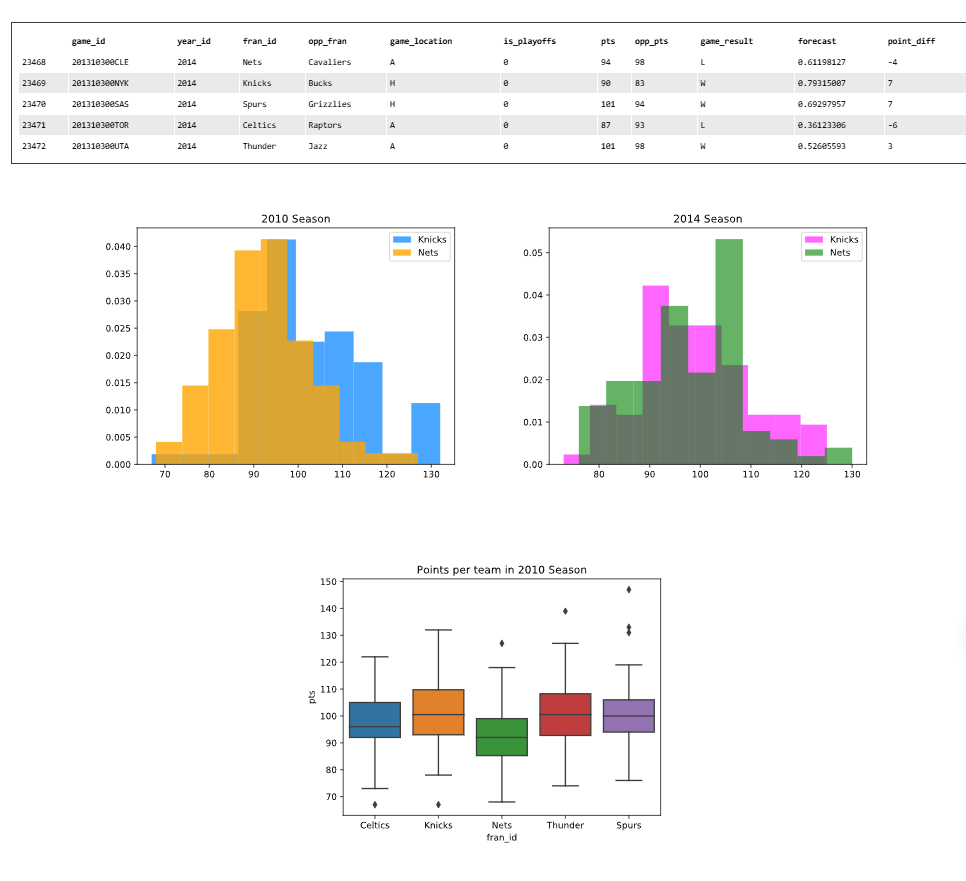 game_id year_id fran_id opp_fran game_location is_playoffs pts opp_pts game_result forecast point_diff
23468 201310300CLE 2014 Nets Cavaliers A 0 94 98 L 0.61198127 -4
23469 201310300NYK 2014 Knicks Bucks H 0 90 83 W 0.79315007 7
23470 201310300SAS 2014 Spurs Grizzlies H 0 101 94 W 0.69297957 7
23471 201310300TOR 2014 Celtics Raptors A 0 87 93 L 0.36123306 -6
23472 201310300UTA 2014 Thunder Jazz A 0 101 98 W 0.52605593 3
2010 Season
Knicks
Nets
0.040
0.035
0.030
0.025
0.020
0.015
0.010
0.005
0.000
70 80 90 100 110 120 130
2014 Season
Knicks
Nets
0.05
0.04
0.03
0.02
0.01
0.00
80 90 100 110 120 130
Points per team in 2010 Season
150
140
130
120
110
100
90
80
70
pts
Celtics Knicks Nets Thunder Spurs
fran_id